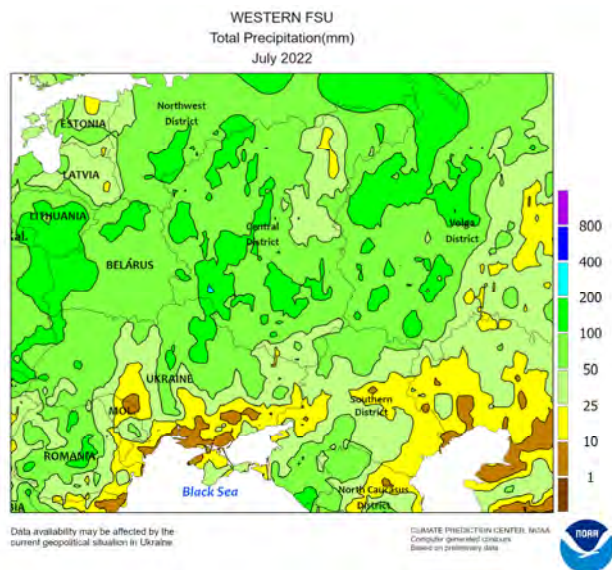 WESTERN FSU
Total Precipitation(mm)
July 2022
Northwest
District
ESTONIA
LATVIA
LITHUANIA
Kal.
Central
District
Volga
District
BELARUS
UKRAINE
MOL.
Southern
District
ROMANIA
Black Sea
North Caucasus
District
800
400
200
100
50
25
10
1
Data availability may be affected by the
current geopolitical situation in Ukraine
CLIMATE PREDICTION CENTER, NOAA
Computer generated contours
Based on preliminary data
NOAA